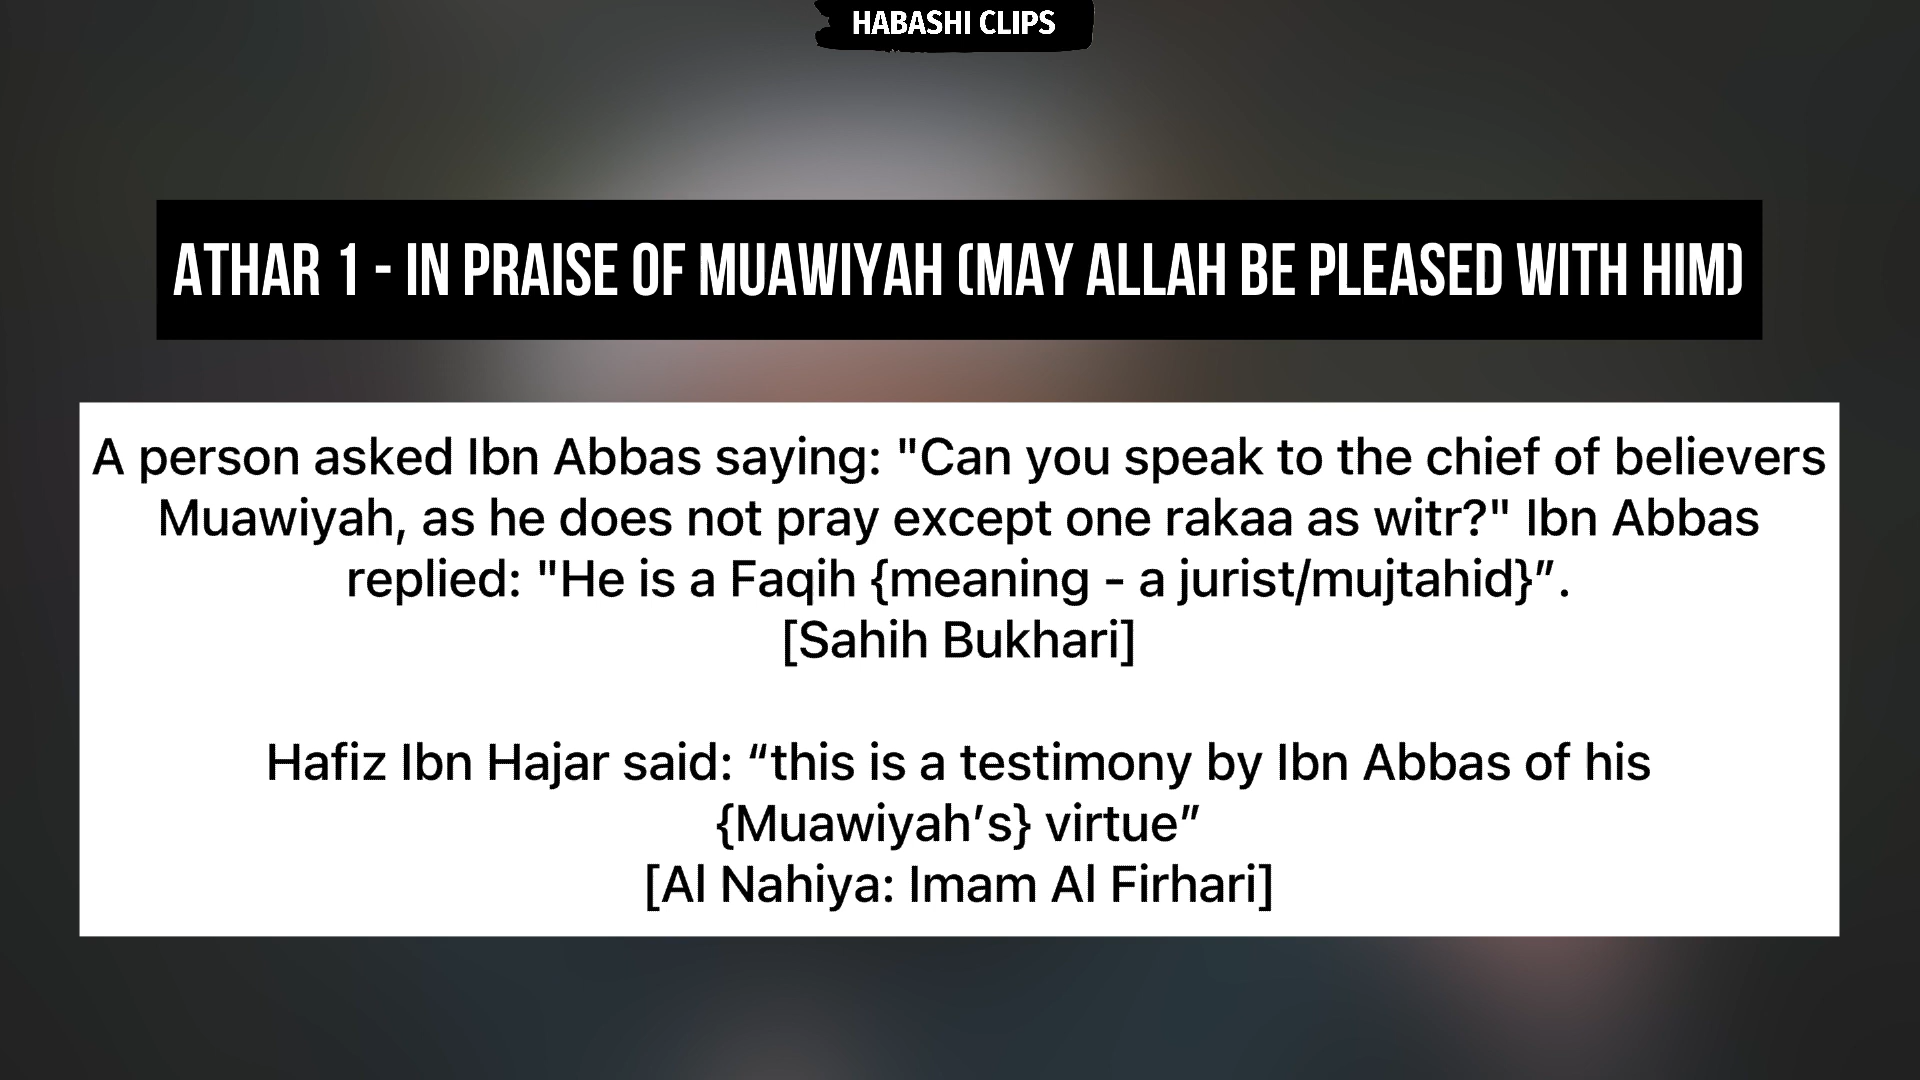 HABASHI CLIPS
ATHAR 1 - IN PRAISE OF MUAWIYAH (MAY ALLAH BE PLEASED WITH HIM)
A person asked Ibn Abbas saying: "Can you speak to the chief of believers
Muawiyah, as he does not pray except one rakaa as witr?" Ibn Abbas
replied: "He is a Faqih {meaning - a jurist/mujtahid}”.
[Sahih Bukhari]
Hafiz Ibn Hajar said: “this is a testimony by Ibn Abbas of his
{Muawiyah’s} virtue”
[Al Nahiya: Imam Al Firhari]